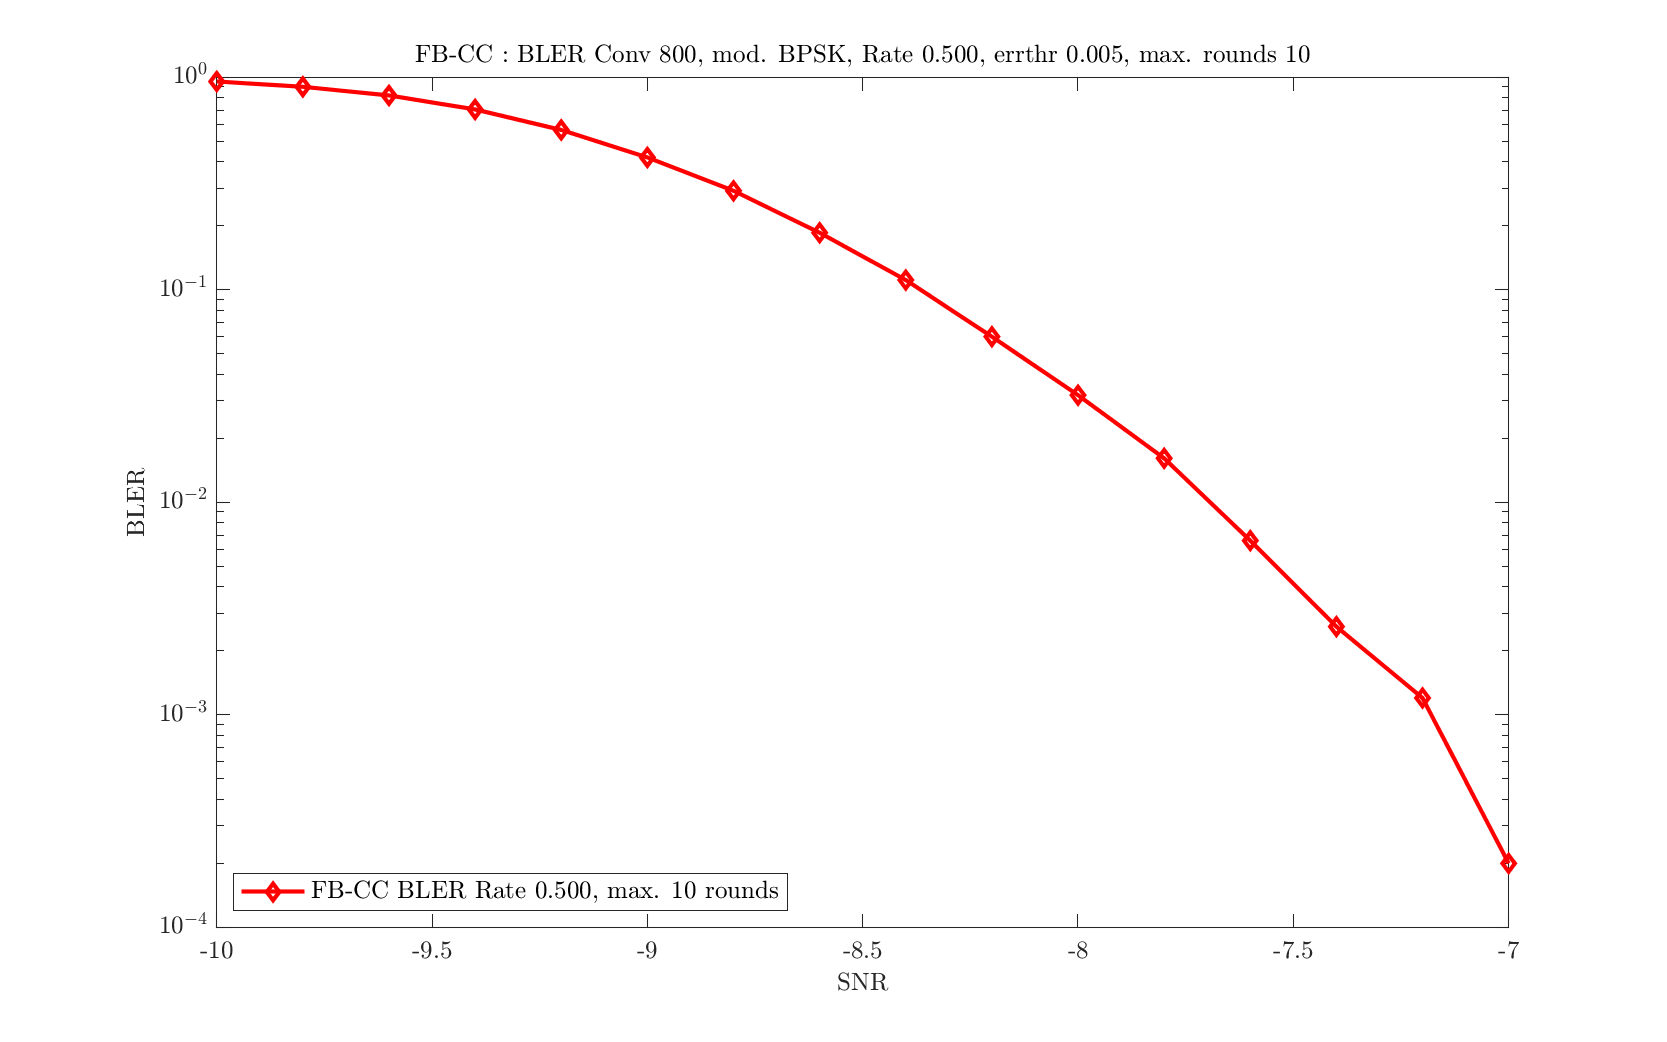 FB-CC : BLER Conv 800, mod. BPSK, Rate 0.500, errthr 0.005, max. rounds 10
10^0
10^−1
10^−2
10^−3
10^−4
BLER
FB-CC BLER Rate 0.500, max. 10 rounds
-10 -9.5 -9 -8.5 -8 -7.5 -7
SNR